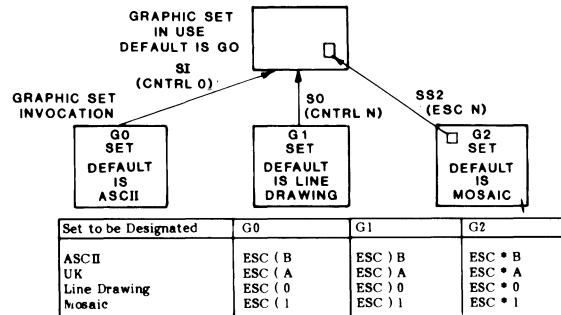 GRAPHIC SET
IN USE
DEFAULT IS GO
SI
(CNTRL O)
GRAPHIC SET
INVOCATION
SO
(CNTRL N)
SS2
(ESC N)
G0
SET
DEFAULT
IS
ASCII
G1
SET
DEFAULT
IS LINE
DRAWING
G2
SET
DEFAULT
IS
MOSAIC
Set to be Designated G0 G1 G2
ASCII ESC ( B ESC ) B ESC * B
UK ESC ( A ESC ) A ESC * A
Line Drawing ESC ( 0 ESC ) 0 ESC * 0
Mosaic ESC ( 1 ESC ) 1 ESC * 1